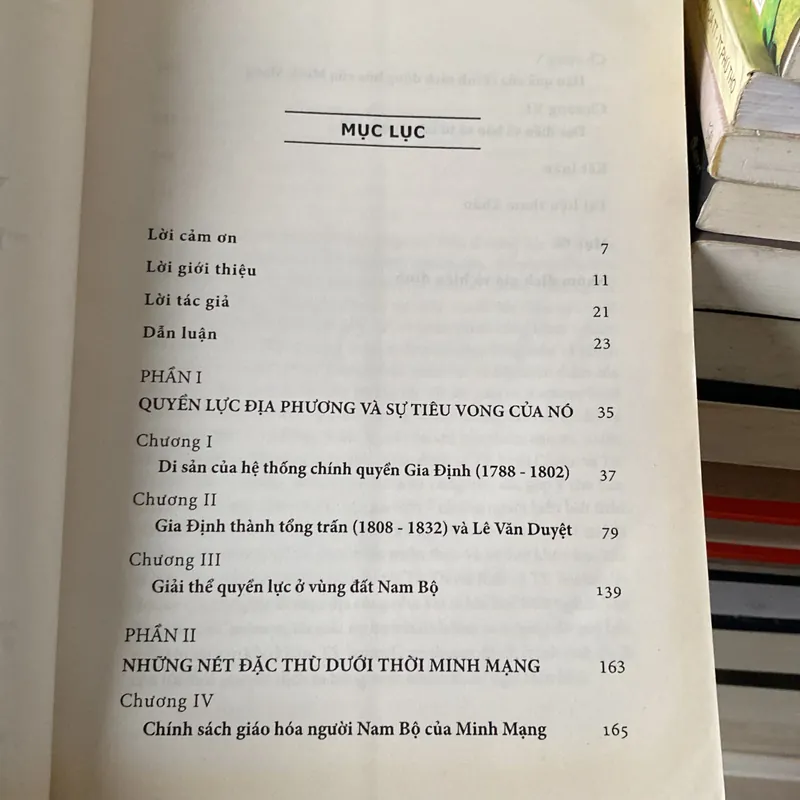 MỤC LỤC
Lời cảm ơn 7
Lời giới thiệu 11
Lời tác giả 21
Dẫn luận 23
PHẦN I
QUYỀN LỰC ĐỊA PHƯƠNG VÀ SỰ TIÊU VONG CỦA NÓ 35
Chương I
Di sản của hệ thống chính quyền Gia Định (1788 - 1802) 37
Chương II
Gia Định thành tổng trấn (1808 - 1832) và Lê Văn Duyệt 79
Chương III
Giải thể quyền lực ở vùng đất Nam Bộ 139
PHẦN II
NHỮNG NÉT ĐẶC THÙ DƯỚI THỜI MINH MẠNG 163
Chương IV
Chính sách giáo hóa người Nam Bộ của Minh Mạng 165